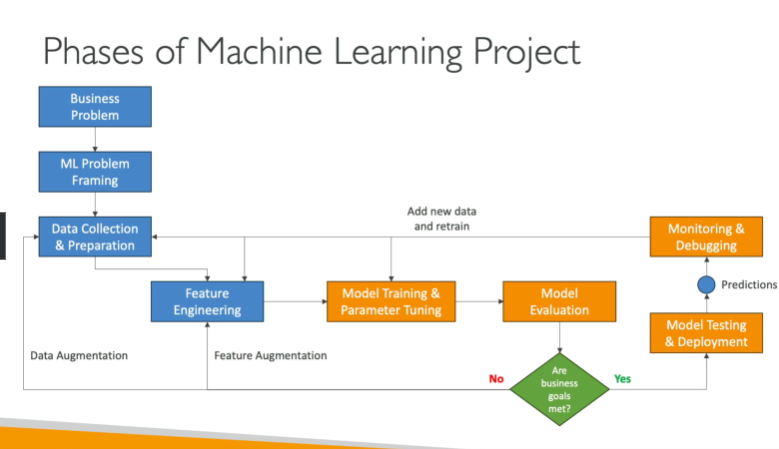 Phases of Machine Learning Project
Business
Problem
ML Problem
Framing
Data Collection
& Preparation
Add new data
and retrain
Monitoring &
Debugging
Feature
Engineering
Model Training &
Parameter Tuning
Model
Evaluation
Predictions
Model Testing
& Deployment
Data Augmentation
Feature Augmentation
No
Are
business
goals
met?
Yes